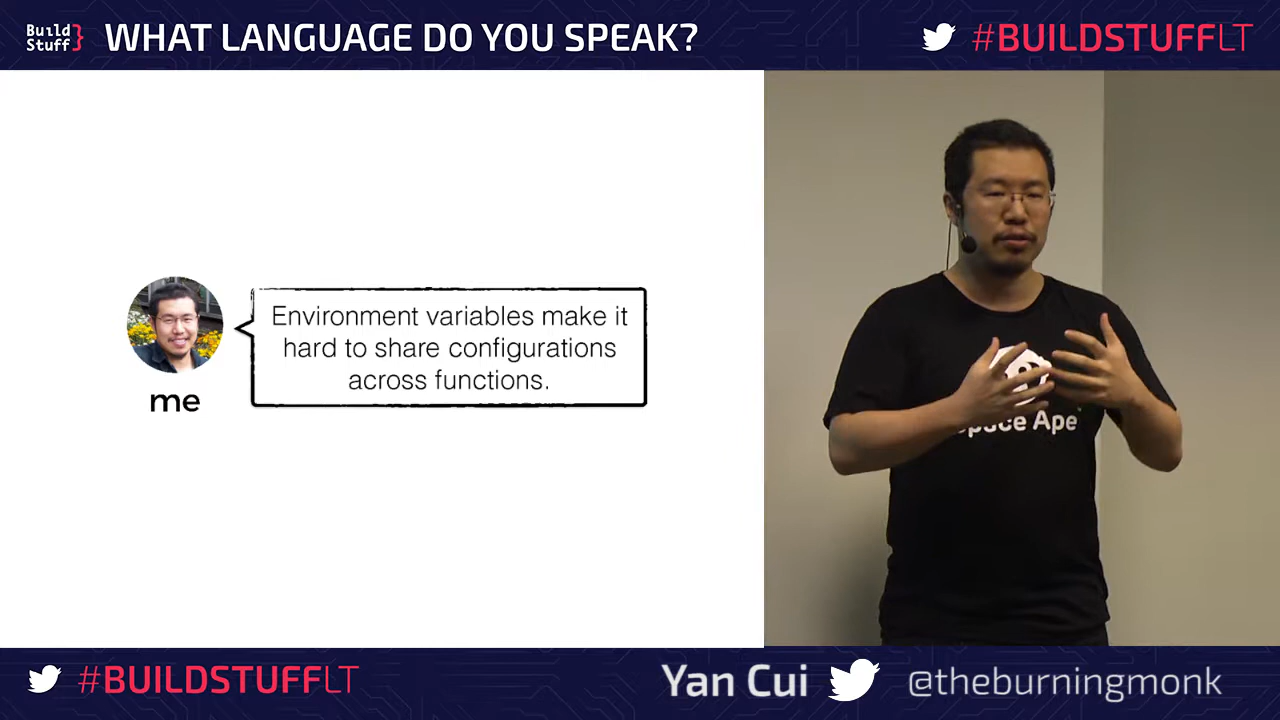 Build Stuff}
WHAT LANGUAGE DO YOU SPEAK?
#BUILDSTUFFLT
Environment variables make it
hard to share configurations
across functions.
me
Space Ape
#BUILDSTUFFLT
Yan Cui
@theburningmonk